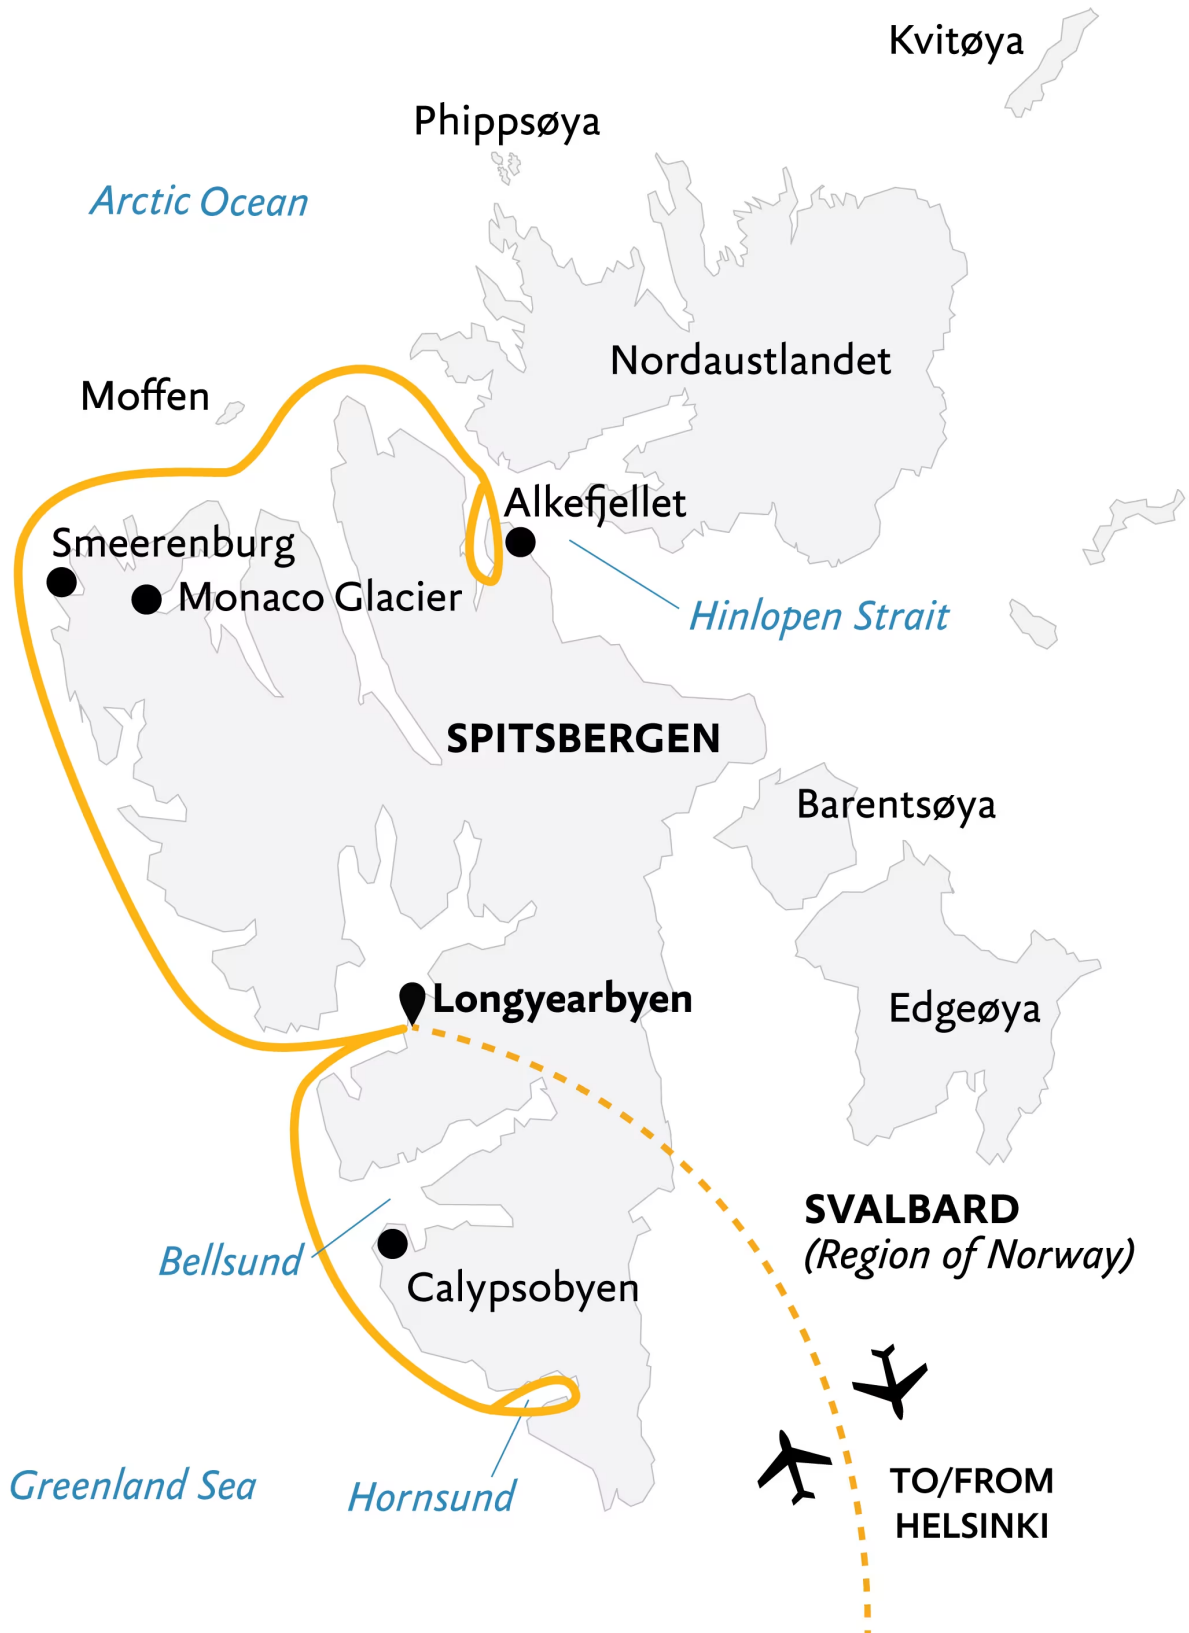 Kvitøya
Phippsøya
Arctic Ocean
Nordaustlandet
Moffen
Alkefjellet
Smeerenburg
Monaco Glacier
Hinlopen Strait
SPITSBERGEN
Barentsøya
Longyearbyen
Edgeøya
SVALBARD
(Region of Norway)
Bellsund
Calypsobyen
Greenland Sea
Hornsund
TO/FROM
HELSINKI